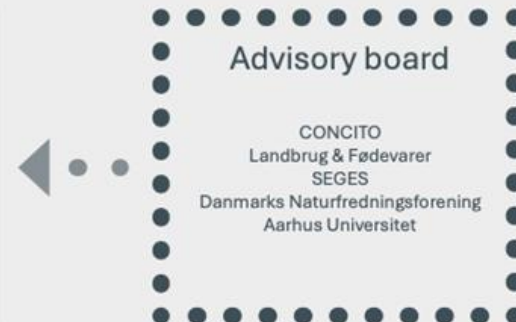 Advisory board
CONCITO
Landbrug & Fødevarer
SEGES
Danmarks Naturfredningsforening
Aarhus Universitet